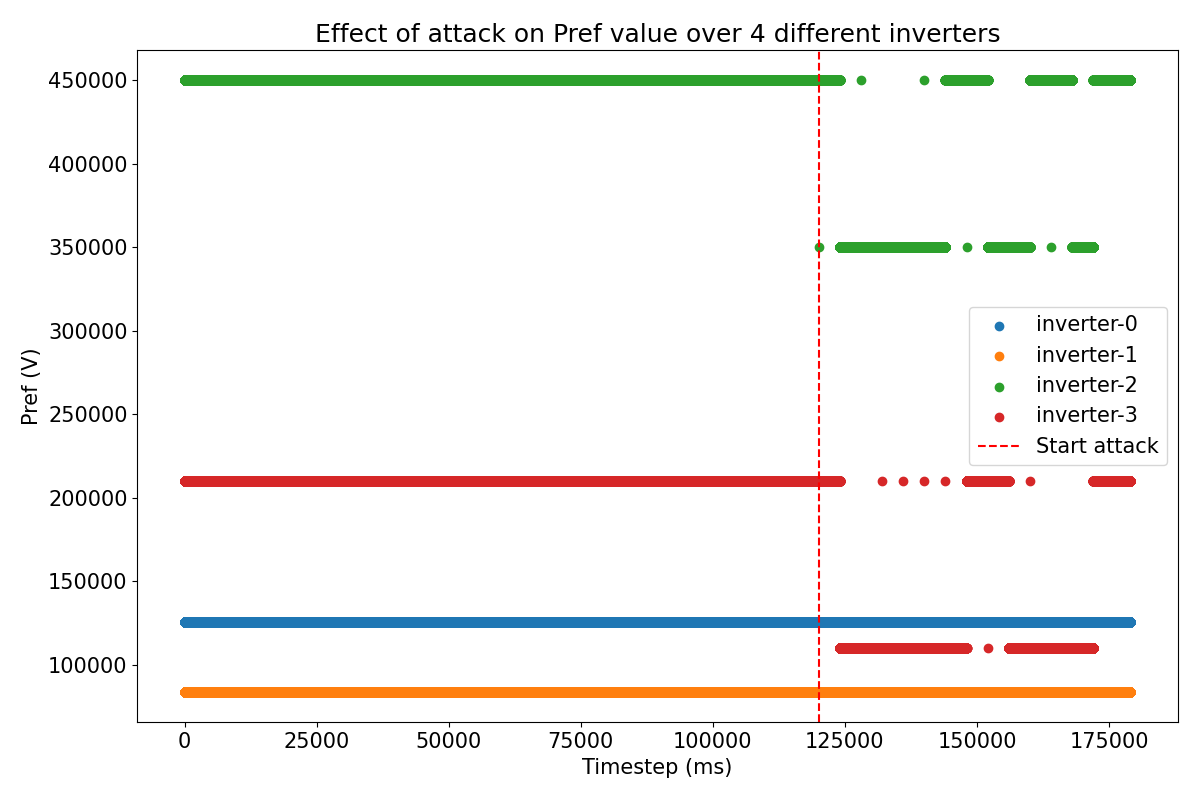 Effect of attack on Pref value over 4 different inverters
450000
400000
350000
300000
250000
200000
150000
100000
Pref (V)
inverter-0
inverter-1
inverter-2
inverter-3
Start attack
0 25000 50000 75000 100000 125000 150000 175000
Timestep (ms)